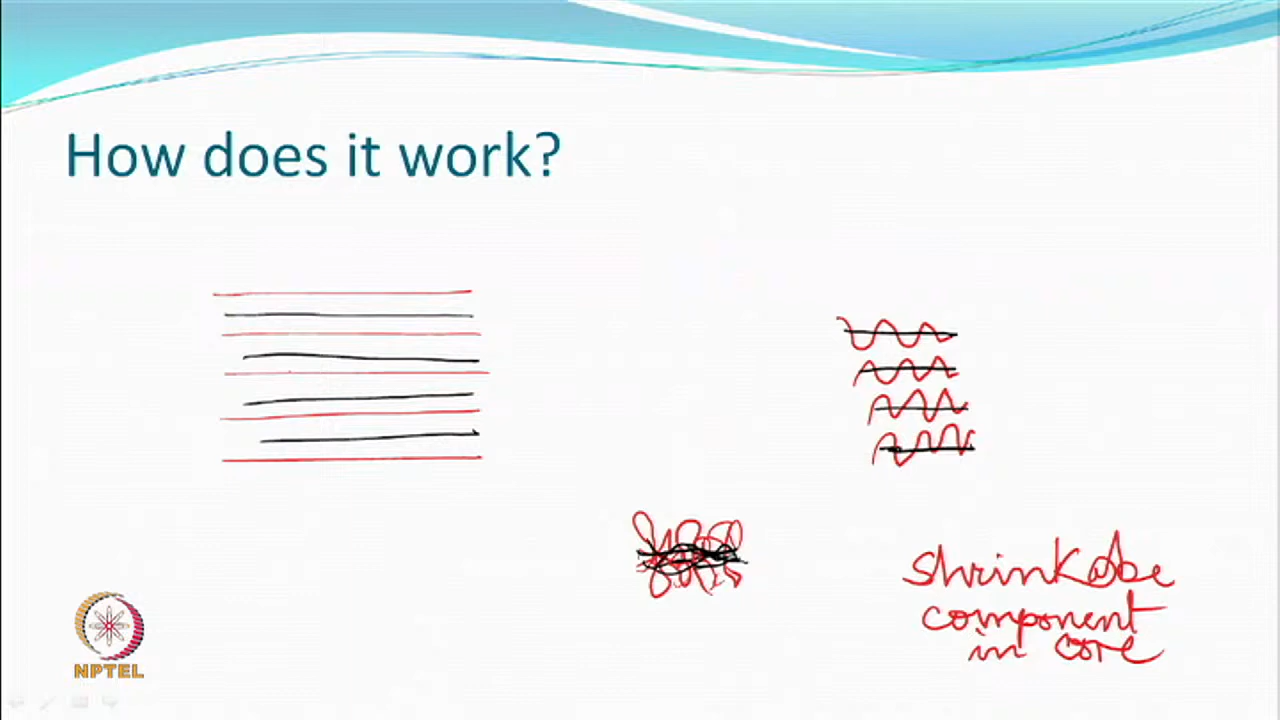 How does it work?
shrinkable
component
in core
NPTEL